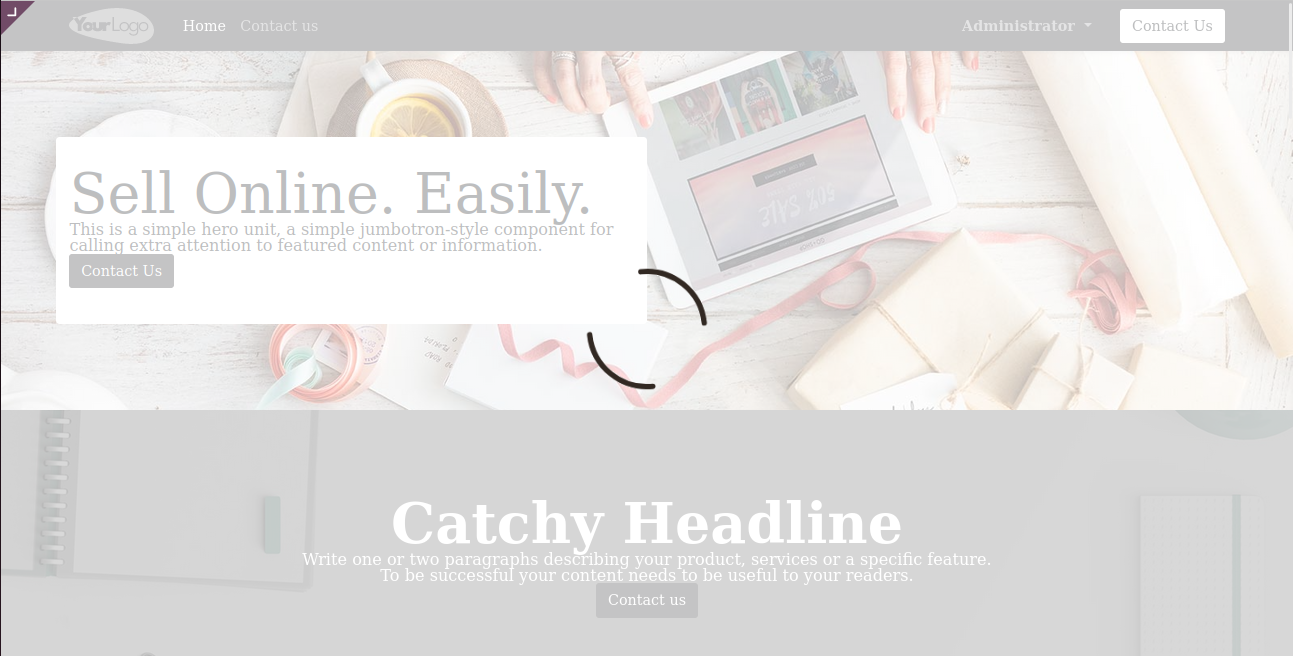 YourLogo
Home
Contact us
Administrator
Contact Us
Sell Online. Easily.
This is a simple hero unit, a simple jumbotron-style component for
calling extra attention to featured content or information.
Contact Us
50%
SALE
Catchy Headline
Write one or two paragraphs describing your product, services or a specific feature.
To be successful your content needs to be useful to your readers.
Contact us